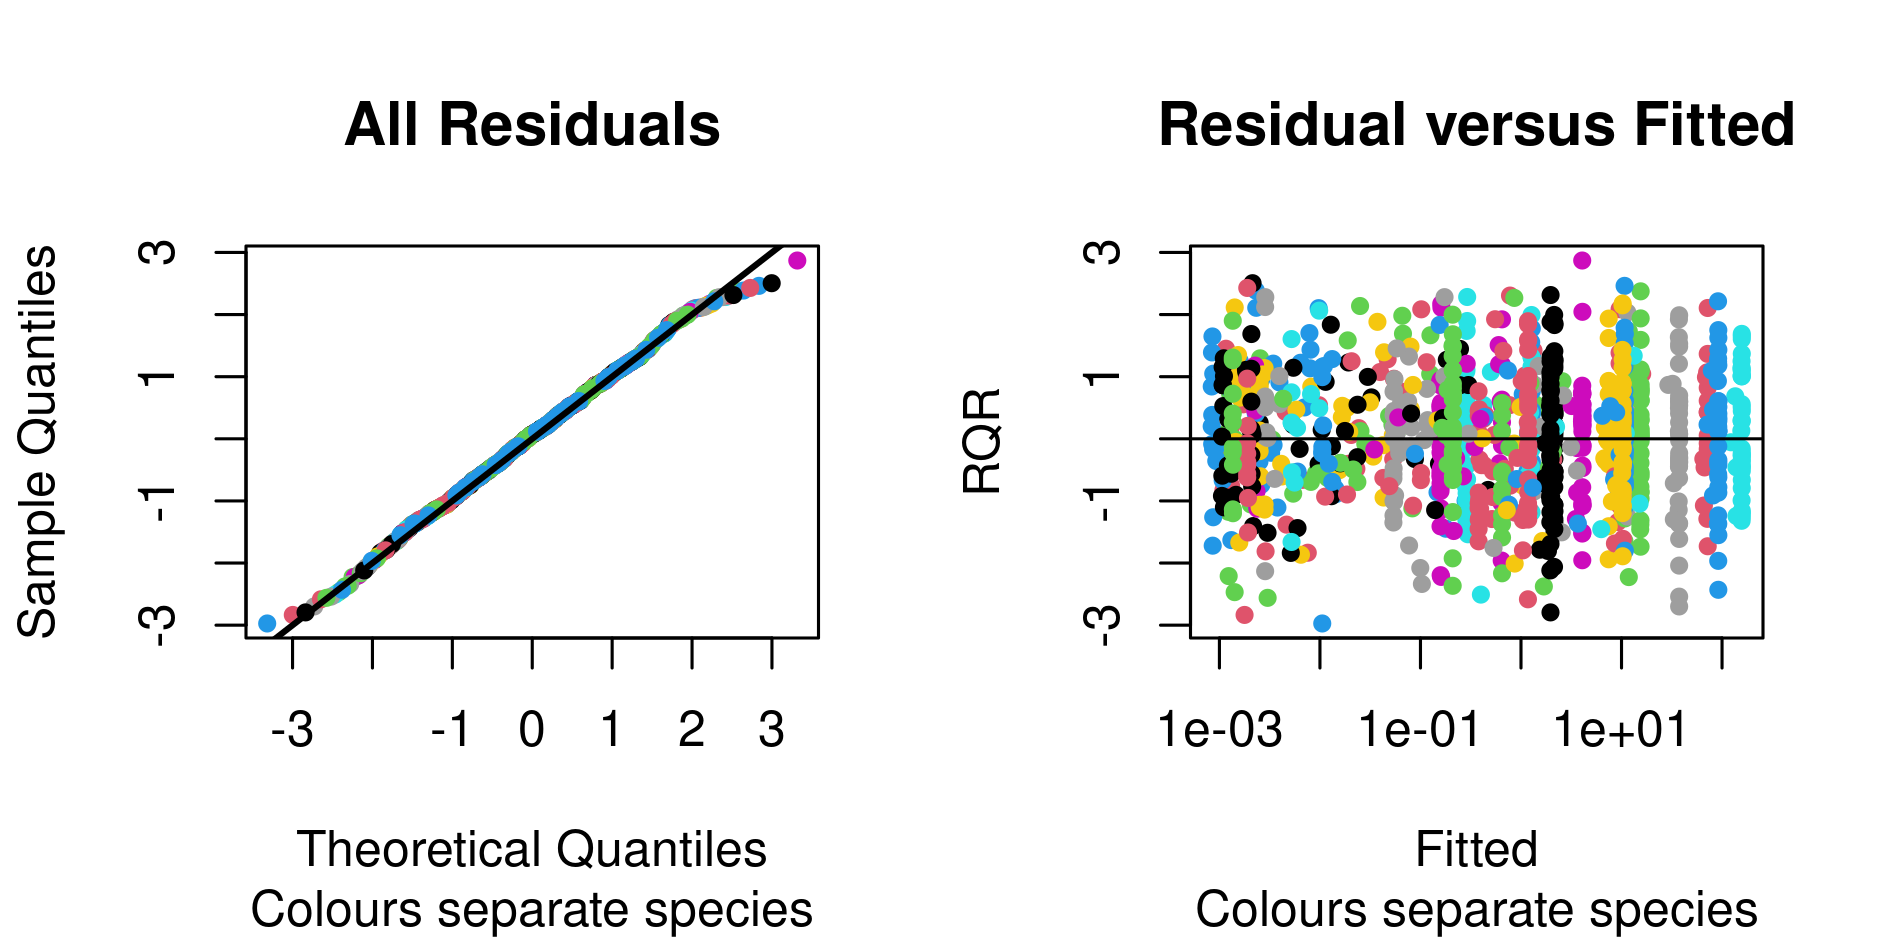 All Residuals
Sample Quantiles
3
1
-1
-3
-3 -1 0 1 2 3
Theoretical Quantiles
Colours separate species
Residual versus Fitted
RQR
3
1
-1
-3
1e-03 1e-01 1e+01
Fitted
Colours separate species